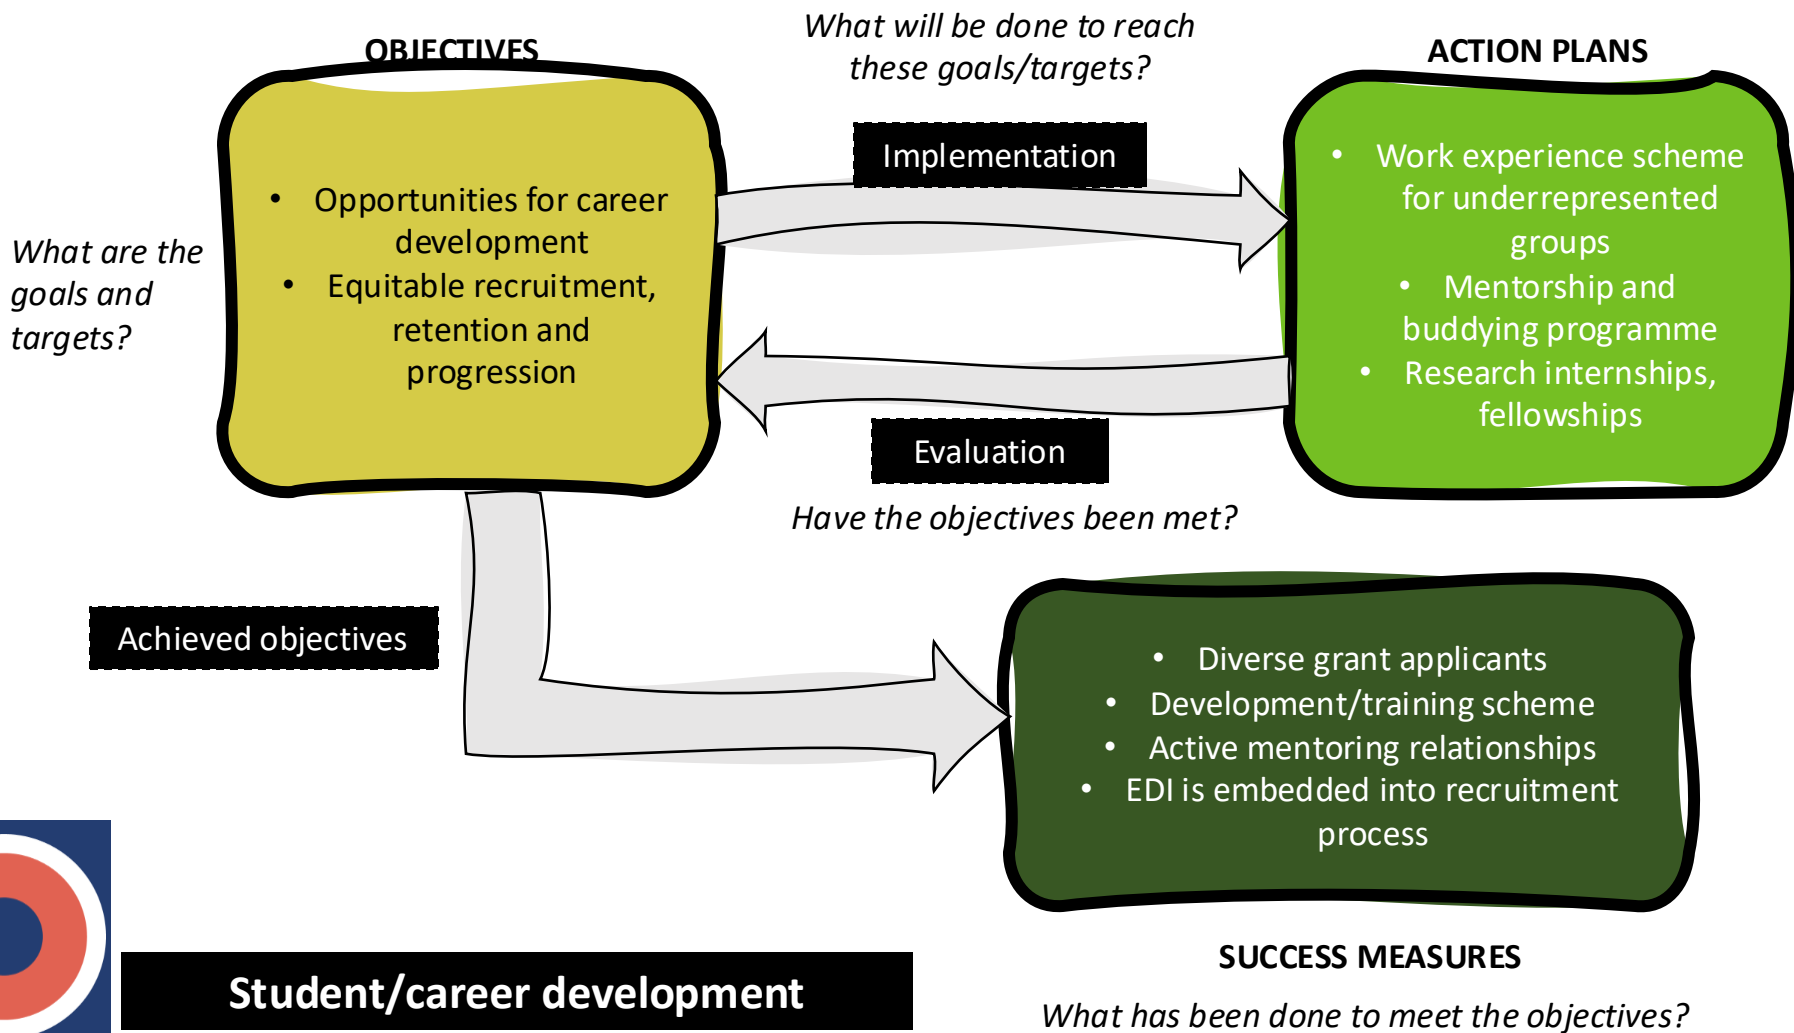 OBJECTIVES
What will be done to reach
these goals/targets?
ACTION PLANS
Implementation
What are the
goals and
targets?
• Opportunities for career
development
• Equitable recruitment,
retention and
progression
• Work experience scheme
for underrepresented
groups
• Mentorship and
buddying programme
• Research internships,
fellowships
Evaluation
Have the objectives been met?
Achieved objectives
• Diverse grant applicants
• Development/training scheme
• Active mentoring relationships
• EDI is embedded into recruitment
process
SUCCESS MEASURES
What has been done to meet the objectives?
Student/career development